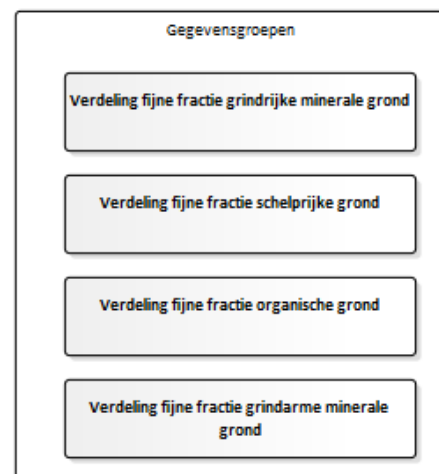 Gegevensgroepen
Verdeling fijne fractie grindrijke minerale grond
Verdeling fijne fractie schelprijke grond
Verdeling fijne fractie organische grond
Verdeling fijne fractie grindarme minerale
grond